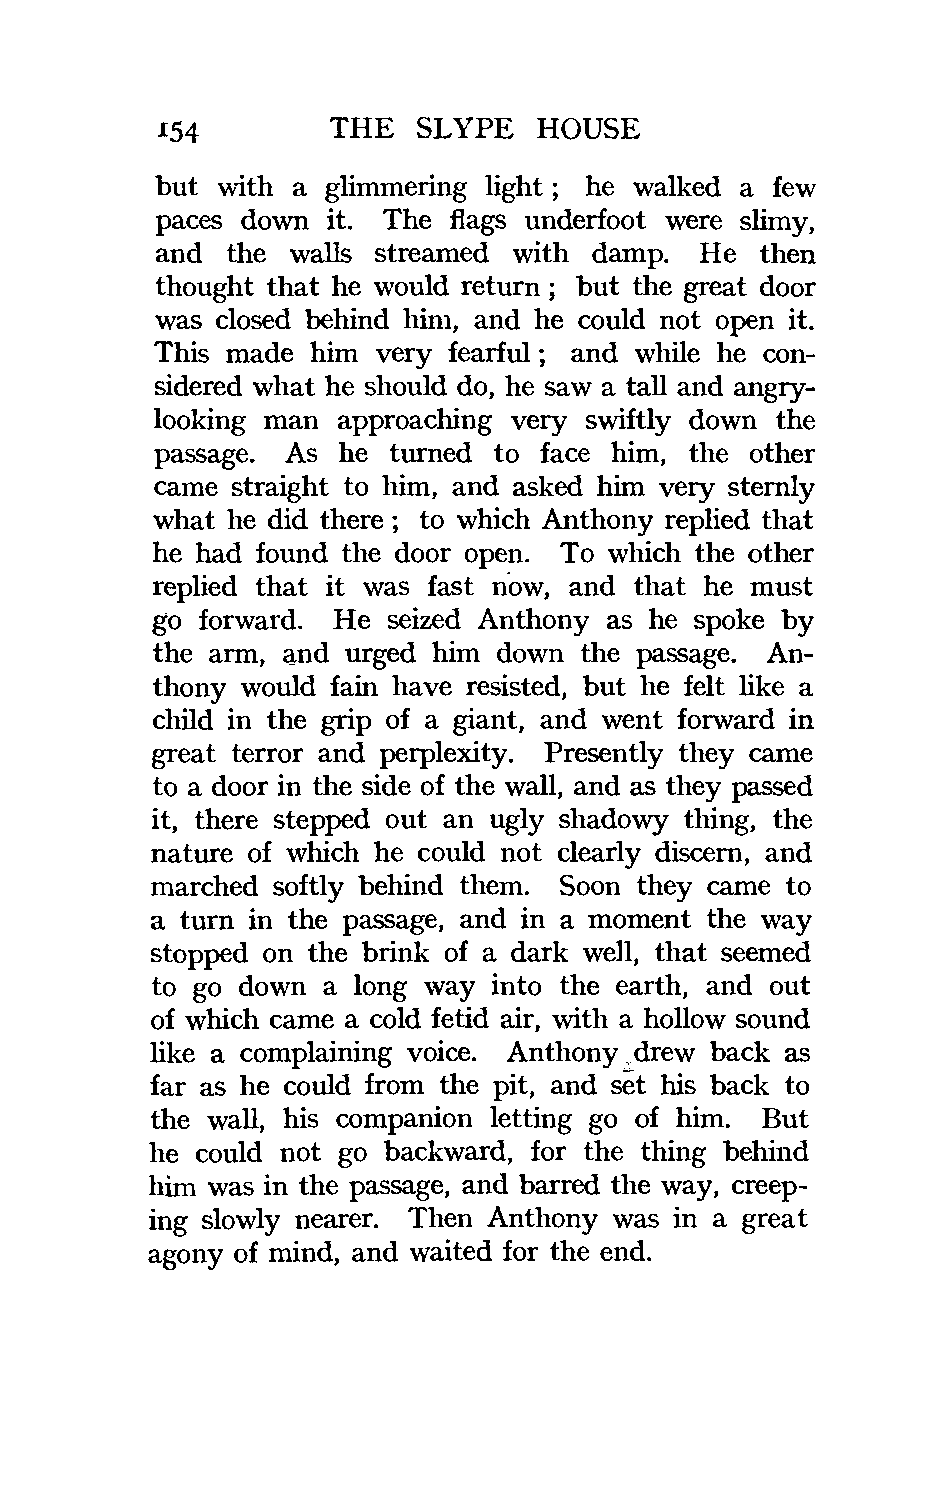 154 THE SLYPE HOUSE
but with a glimmering light ; he walked a few
paces down it. The flags underfoot were slimy,
and the walls streamed with damp. He then
thought that he would return ; but the great door
was closed behind him, and he could not open it.
This made him very fearful ; and while he con-
sidered what he should do, he saw a tall and angry-
looking man approaching very swiftly down the
passage. As he turned to face him, the other
came straight to him, and asked him very sternly
what he did there ; to which Anthony replied that
he had found the door open. To which the other
replied that it was fast now, and that he must
go forward. He seized Anthony as he spoke by
the arm, and urged him down the passage. An-
thony would fain have resisted, but he felt like a
child in the grip of a giant, and went forward in
great terror and perplexity. Presently they came
to a door in the side of the wall, and as they passed
it, there stepped out an ugly shadowy thing, the
nature of which he could not clearly discern, and
marched softly behind them. Soon they came to
a turn in the passage, and in a moment the way
stopped on the brink of a dark well, that seemed
to go down a long way into the earth, and out
of which came a cold fetid air, with a hollow sound
like a complaining voice. Anthony drew back as
far as he could from the pit, and set his back to
the wall, his companion letting go of him. But
he could not go backward, for the thing behind
him was in the passage, and barred the way, creep-
ing slowly nearer. Then Anthony was in a great
agony of mind, and waited for the end.